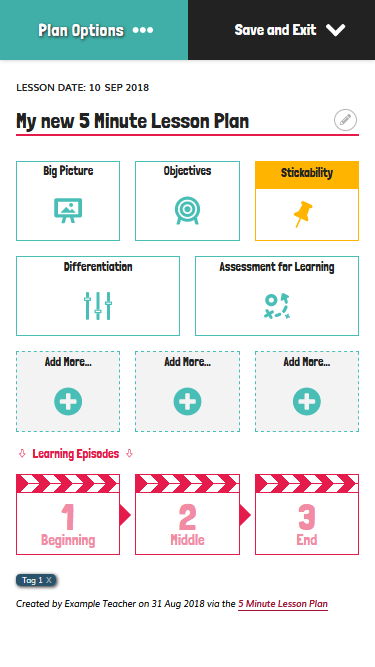 Plan Options •••
Save and Exit
LESSON DATE: 10 SEP 2018
My new 5 Minute Lesson Plan
Big Picture
Objectives
Stickability
Differentiation
Assessment for Learning
Add More...
Add More...
Add More...
Learning Episodes
1
Beginning
2
Middle
3
End
Tag 1 X
Created by Example Teacher on 31 Aug 2018 via the 5 Minute Lesson Plan